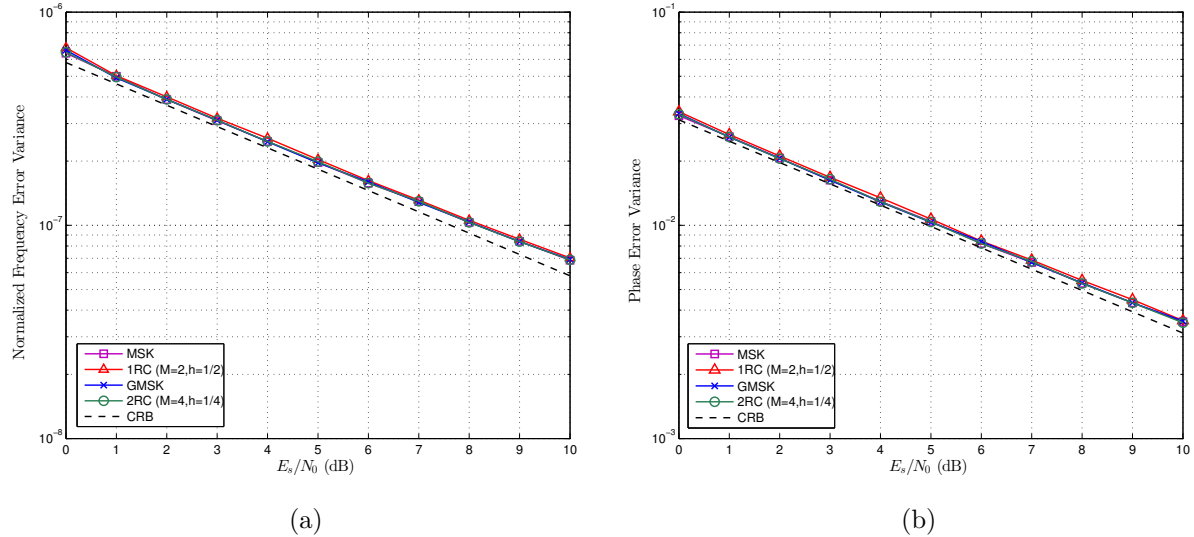 10⁻⁶
10⁻⁷
10⁻⁸
Normalized Frequency Error Variance
MSK
1RC (M=2,h=1/2)
GMSK
2RC (M=4,h=1/4)
CRB
0 1 2 3 4 5 6 7 8 9 10
E_s/N_0 (dB)
(a)
10⁻¹
10⁻²
10⁻³
Phase Error Variance
MSK
1RC (M=2,h=1/2)
GMSK
2RC (M=4,h=1/4)
CRB
0 1 2 3 4 5 6 7 8 9 10
E_s/N_0 (dB)
(b)